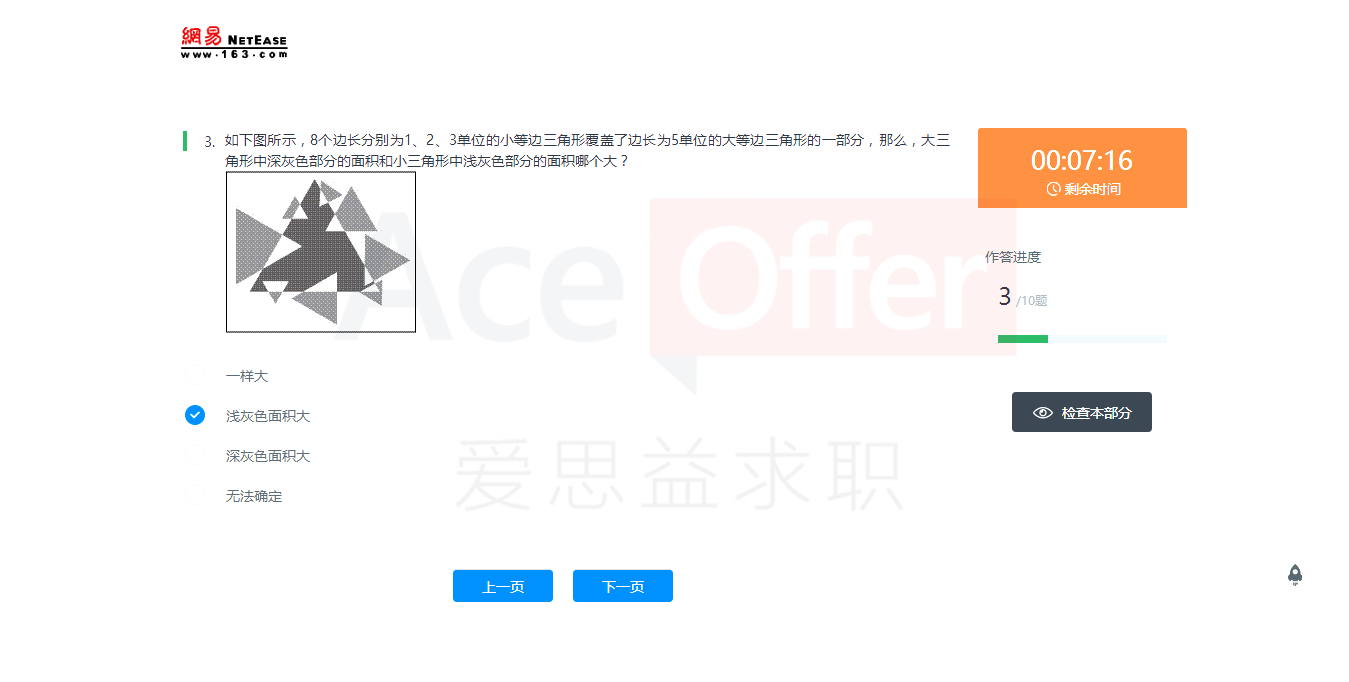 網易 NETEASE
www.163.com
3. 如下图所示，8个边长分别为1、2、3单位的小等边三角形覆盖了边长为5单位的大等边三角形的一部分，那么，大三
角形中深灰色部分的面积和小三角形中浅灰色部分的面积哪个大？
00:07:16
剩余时间
作答进度
3 /10题
检查本部分
一样大
浅灰色面积大
深灰色面积大
无法确定
Ace Offer
爱思益求职
上一页
下一页